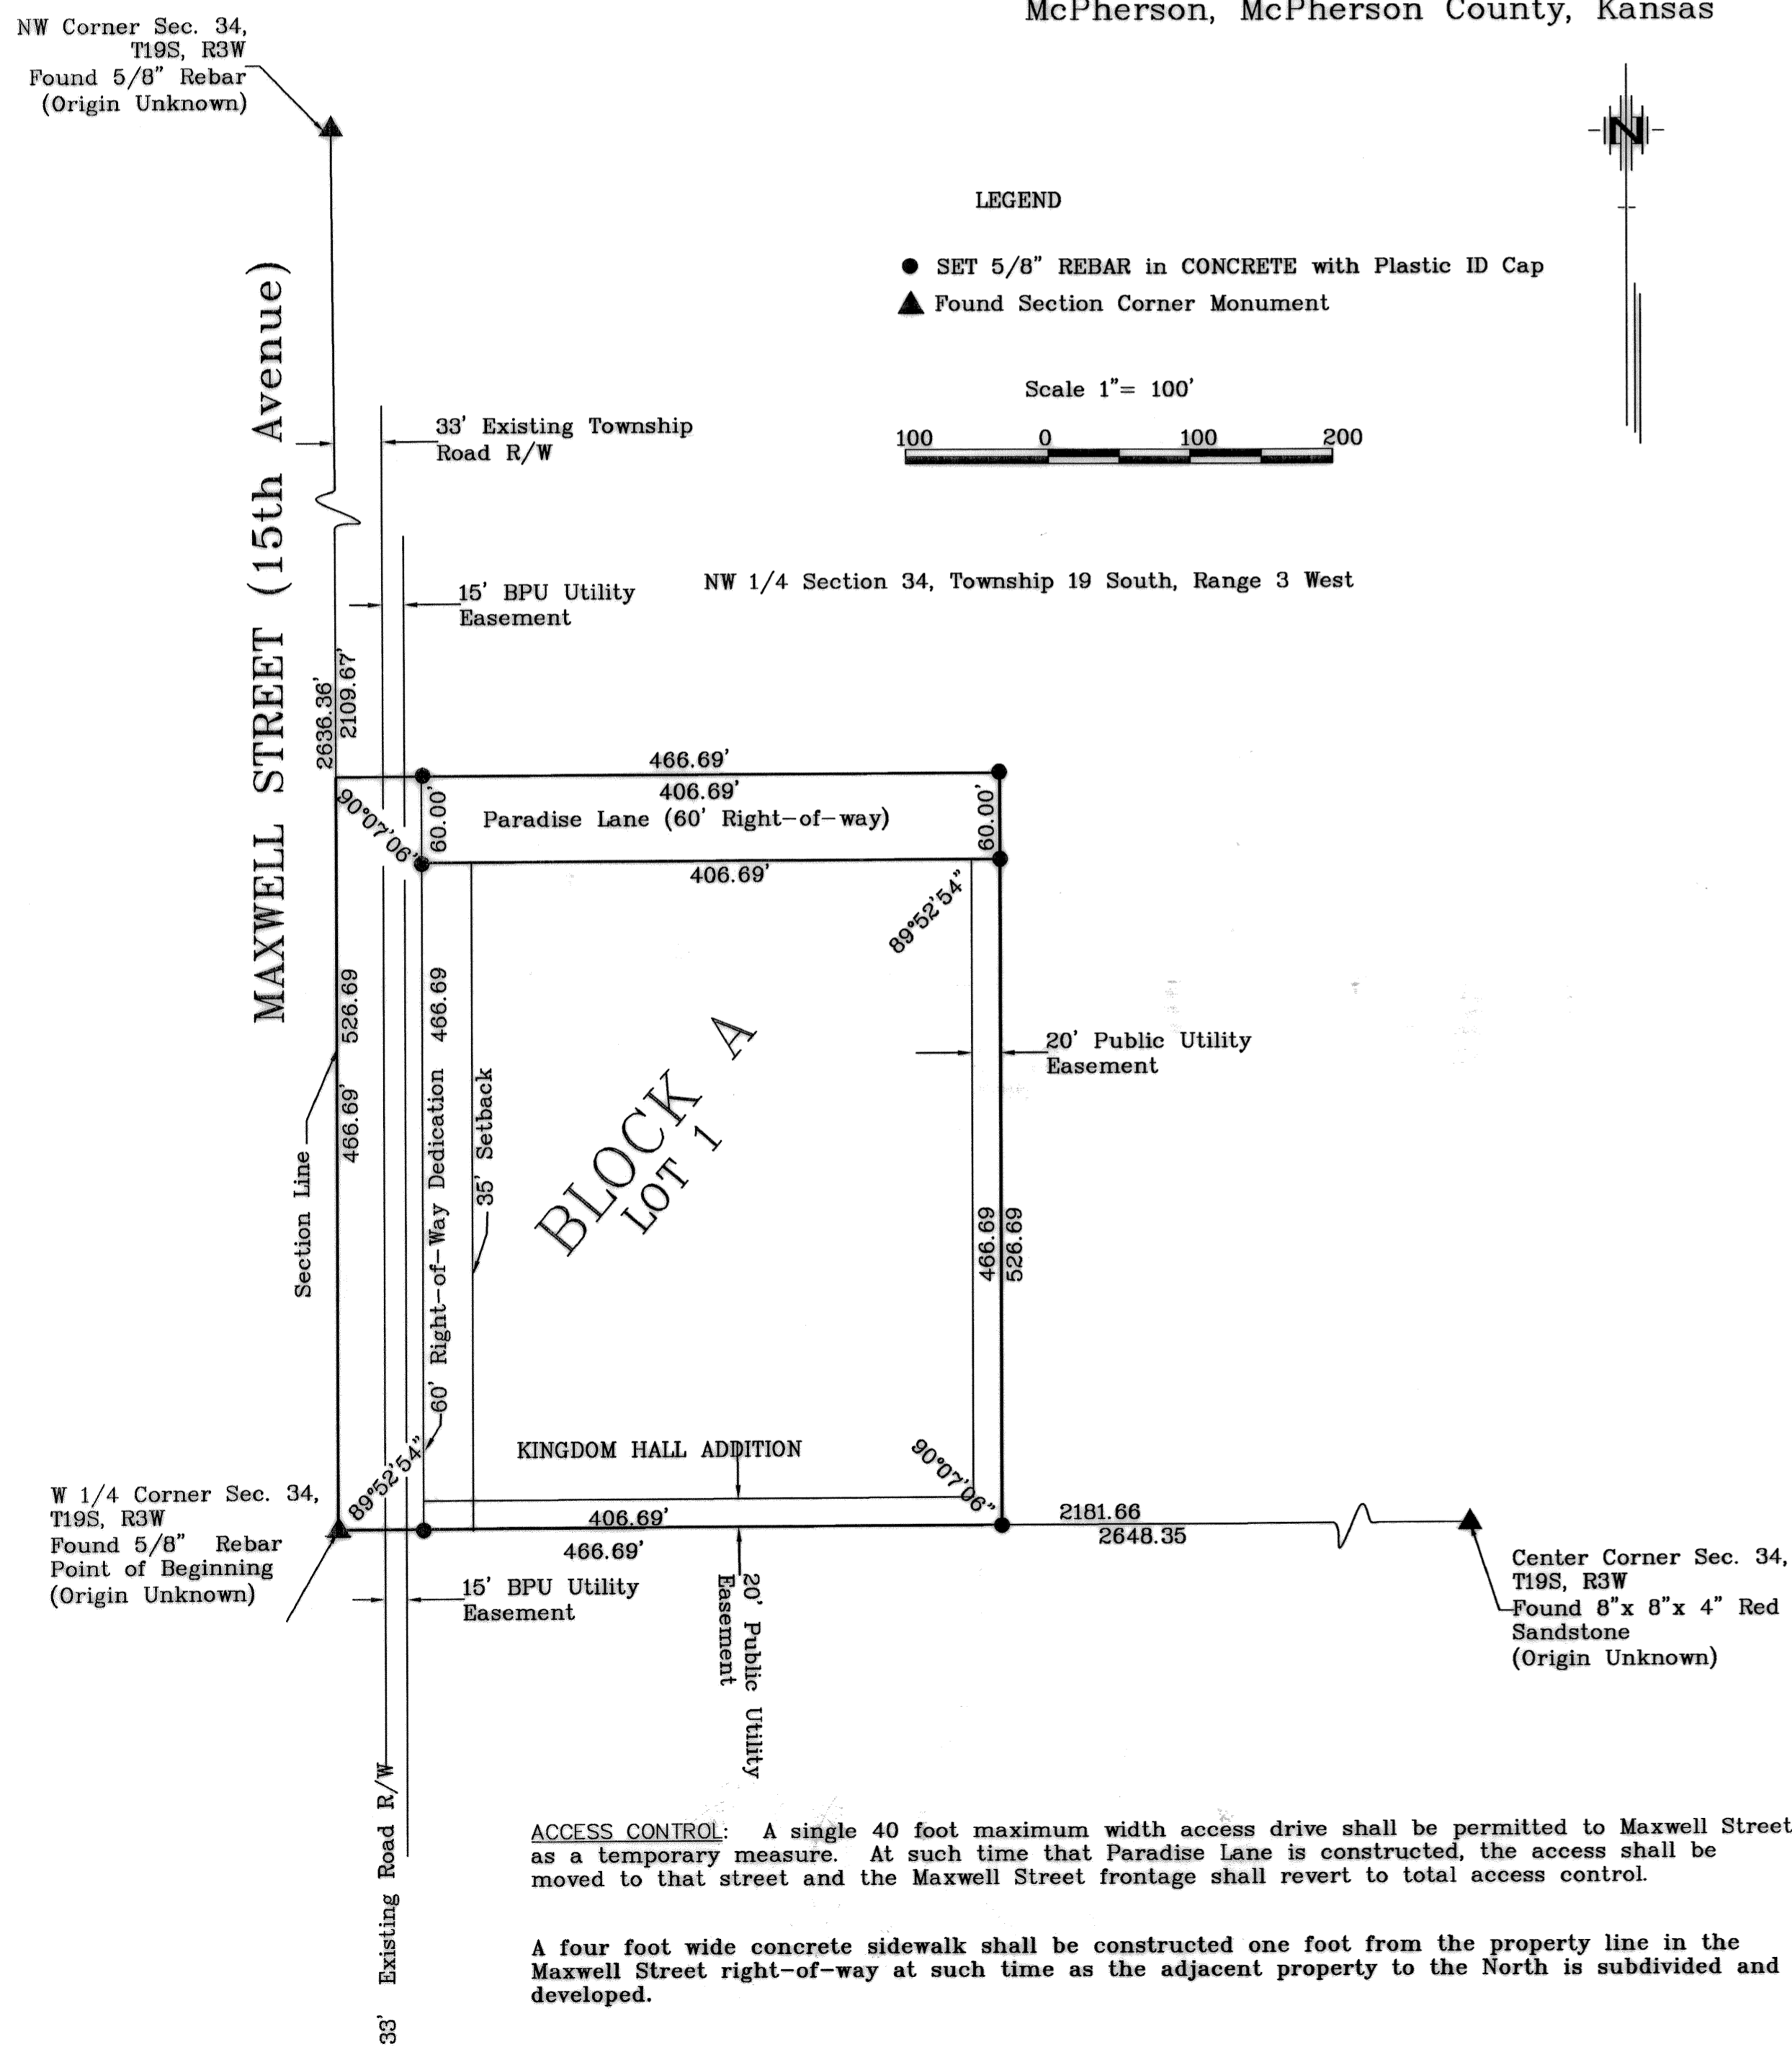 McPherson, McPherson County, Kansas
NW Corner Sec. 34,
T19S, R3W
Found 5/8" Rebar
(Origin Unknown)
N
LEGEND
SET 5/8" REBAR in CONCRETE with Plastic ID Cap
Found Section Corner Monument
Scale 1"= 100'
100 0 100 200
MAXWELL STREET (15th Avenue)
33' Existing Township
Road R/W
15' BPU Utility
Easement
NW 1/4 Section 34, Township 19 South, Range 3 West
2636.36'
2109.67'
466.69'
406.69'
90°07'06"
60.00'
Paradise Lane (60' Right-of-way)
60.00'
406.69'
89°52'54"
526.69
466.69'
Section Line
466.69
60' Right-of-Way Dedication
35' Setback
BLOCK A
LOT 1
20' Public Utility
Easement
466.69
526.69
KINGDOM HALL ADDITION
89°52'54"
90°07'06"
W 1/4 Corner Sec. 34,
T19S, R3W
Found 5/8" Rebar
Point of Beginning
(Origin Unknown)
406.69'
466.69'
2181.66
2648.35
15' BPU Utility
Easement
20' Public Utility
Easement
Center Corner Sec. 34,
T19S, R3W
Found 8"x 8"x 4" Red
Sandstone
(Origin Unknown)
33' Existing Road R/W
ACCESS CONTROL: A single 40 foot maximum width access drive shall be permitted to Maxwell Street
as a temporary measure. At such time that Paradise Lane is constructed, the access shall be
moved to that street and the Maxwell Street frontage shall revert to total access control.
A four foot wide concrete sidewalk shall be constructed one foot from the property line in the
Maxwell Street right-of-way at such time as the adjacent property to the North is subdivided and
developed.